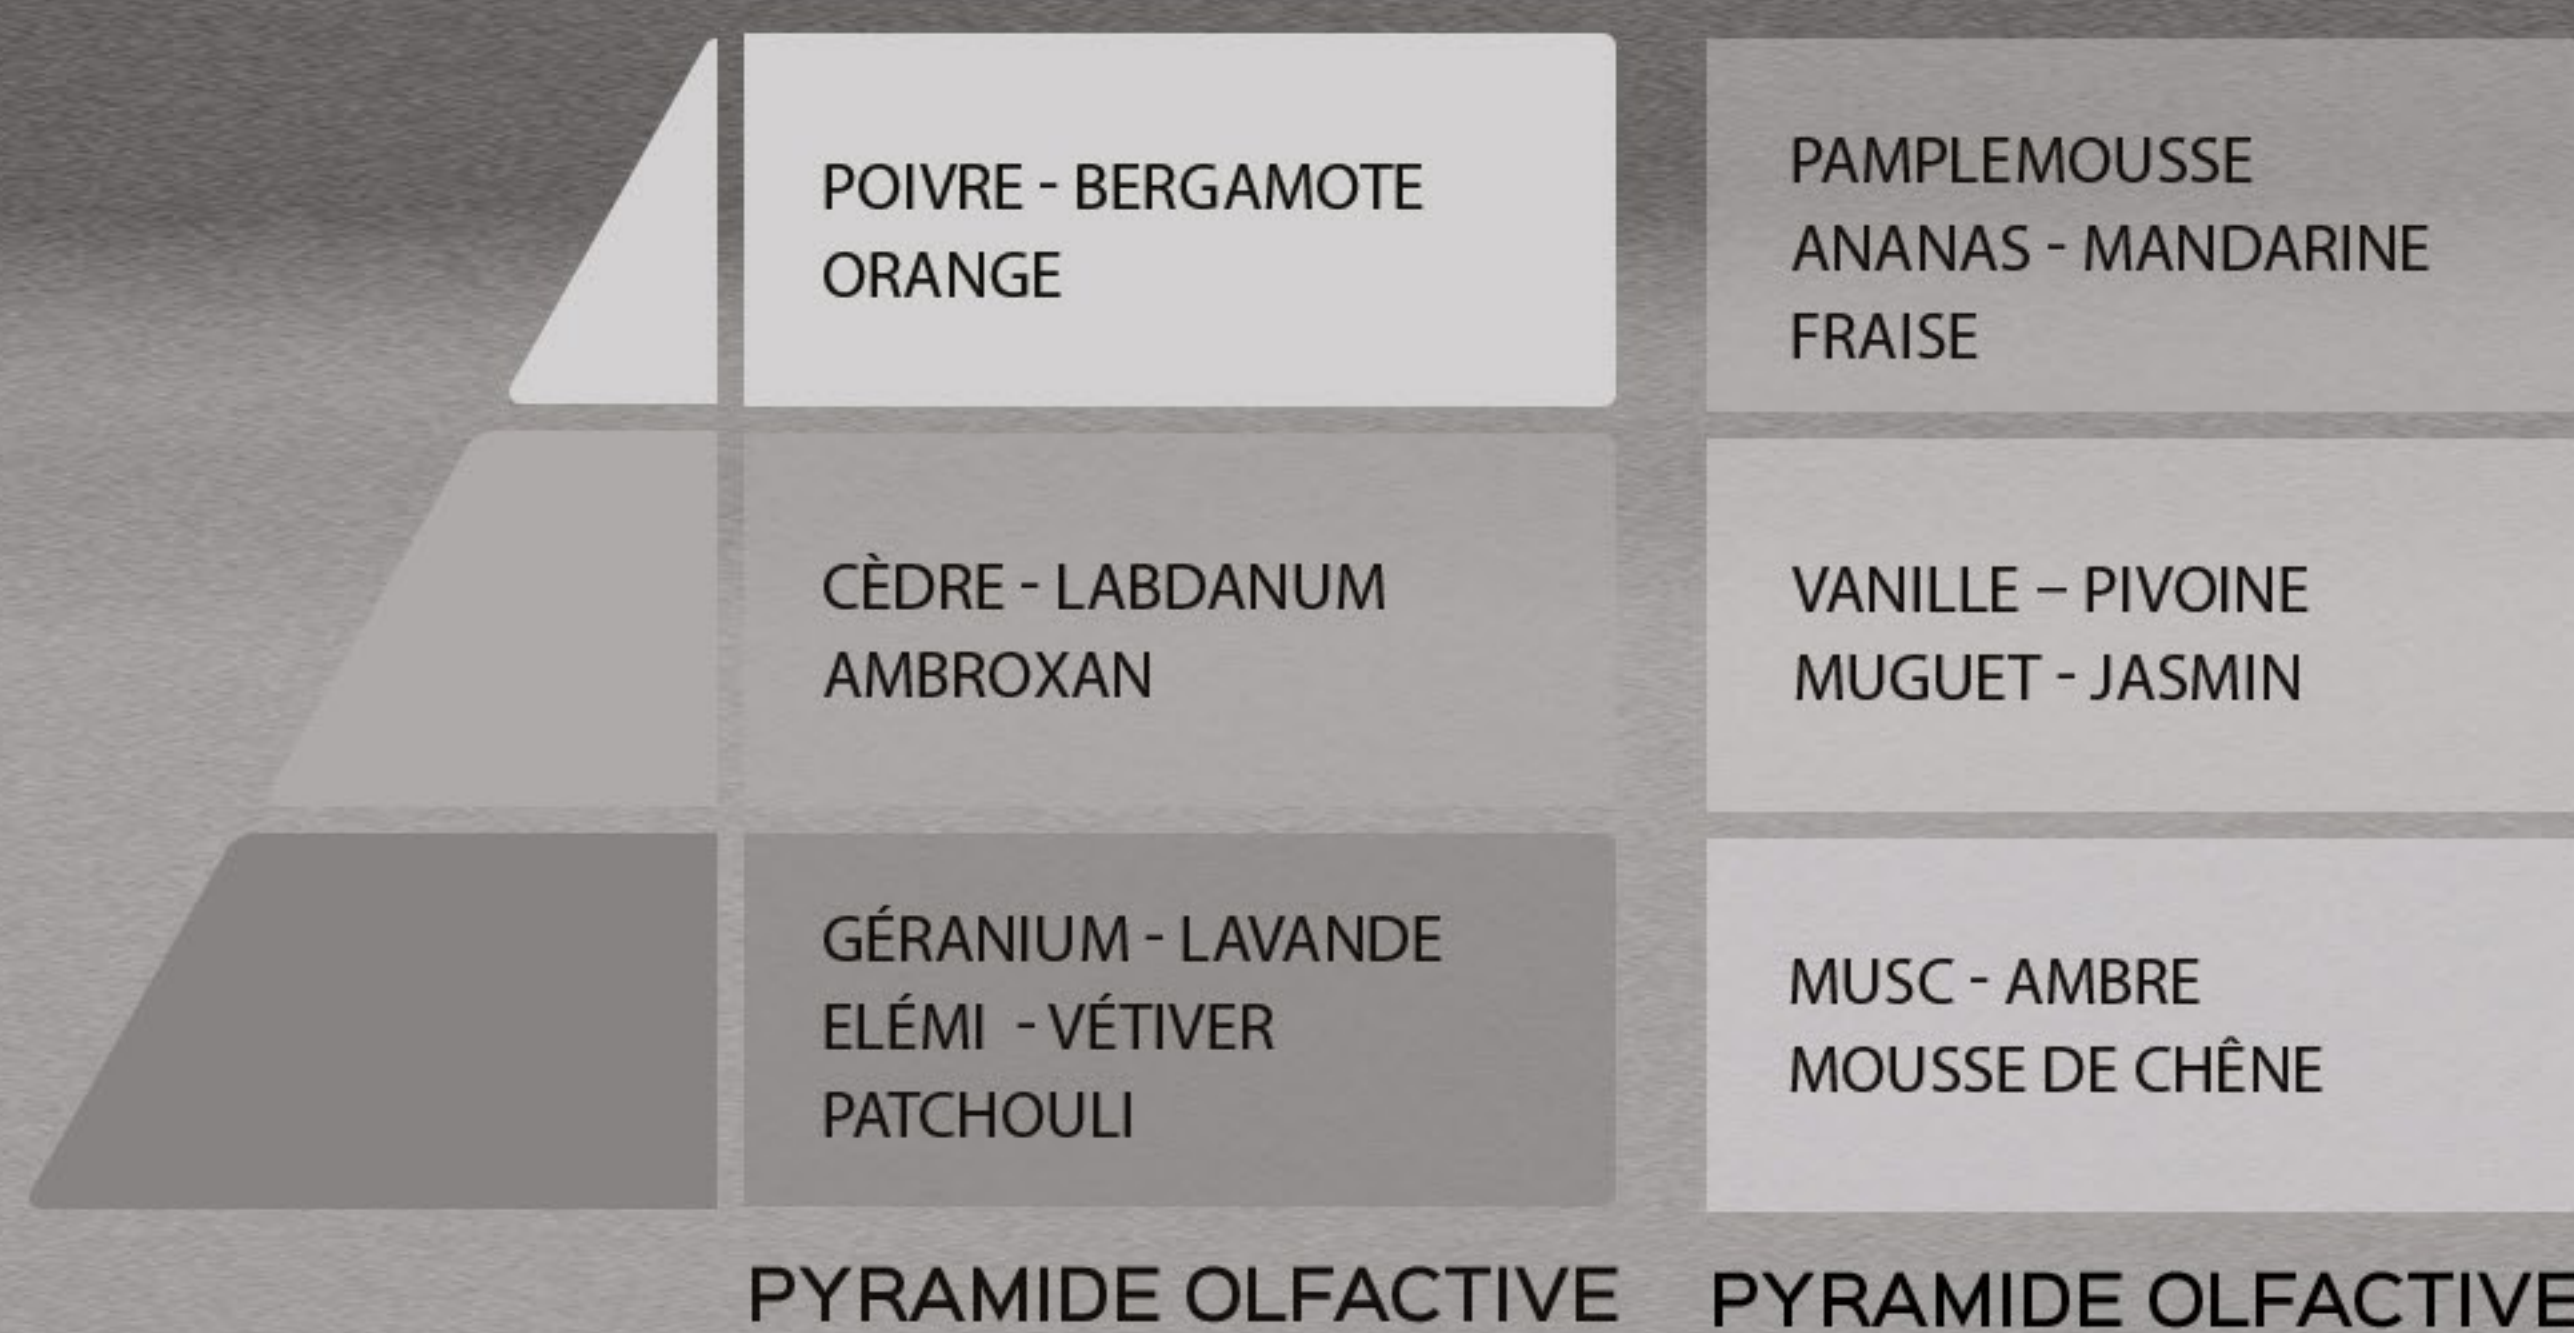 POIVRE - BERGAMOTE
ORANGE
CÈDRE - LABDANUM
AMBROXAN
GÉRANIUM - LAVANDE
ELÉMI - VÉTIVER
PATCHOULI
PYRAMIDE OLFACTIVE
PAMPLEMOUSSE
ANANAS - MANDARINE
FRAISE
VANILLE – PIVOINE
MUGUET - JASMIN
MUSC - AMBRE
MOUSSE DE CHÊNE
PYRAMIDE OLFACTIVE